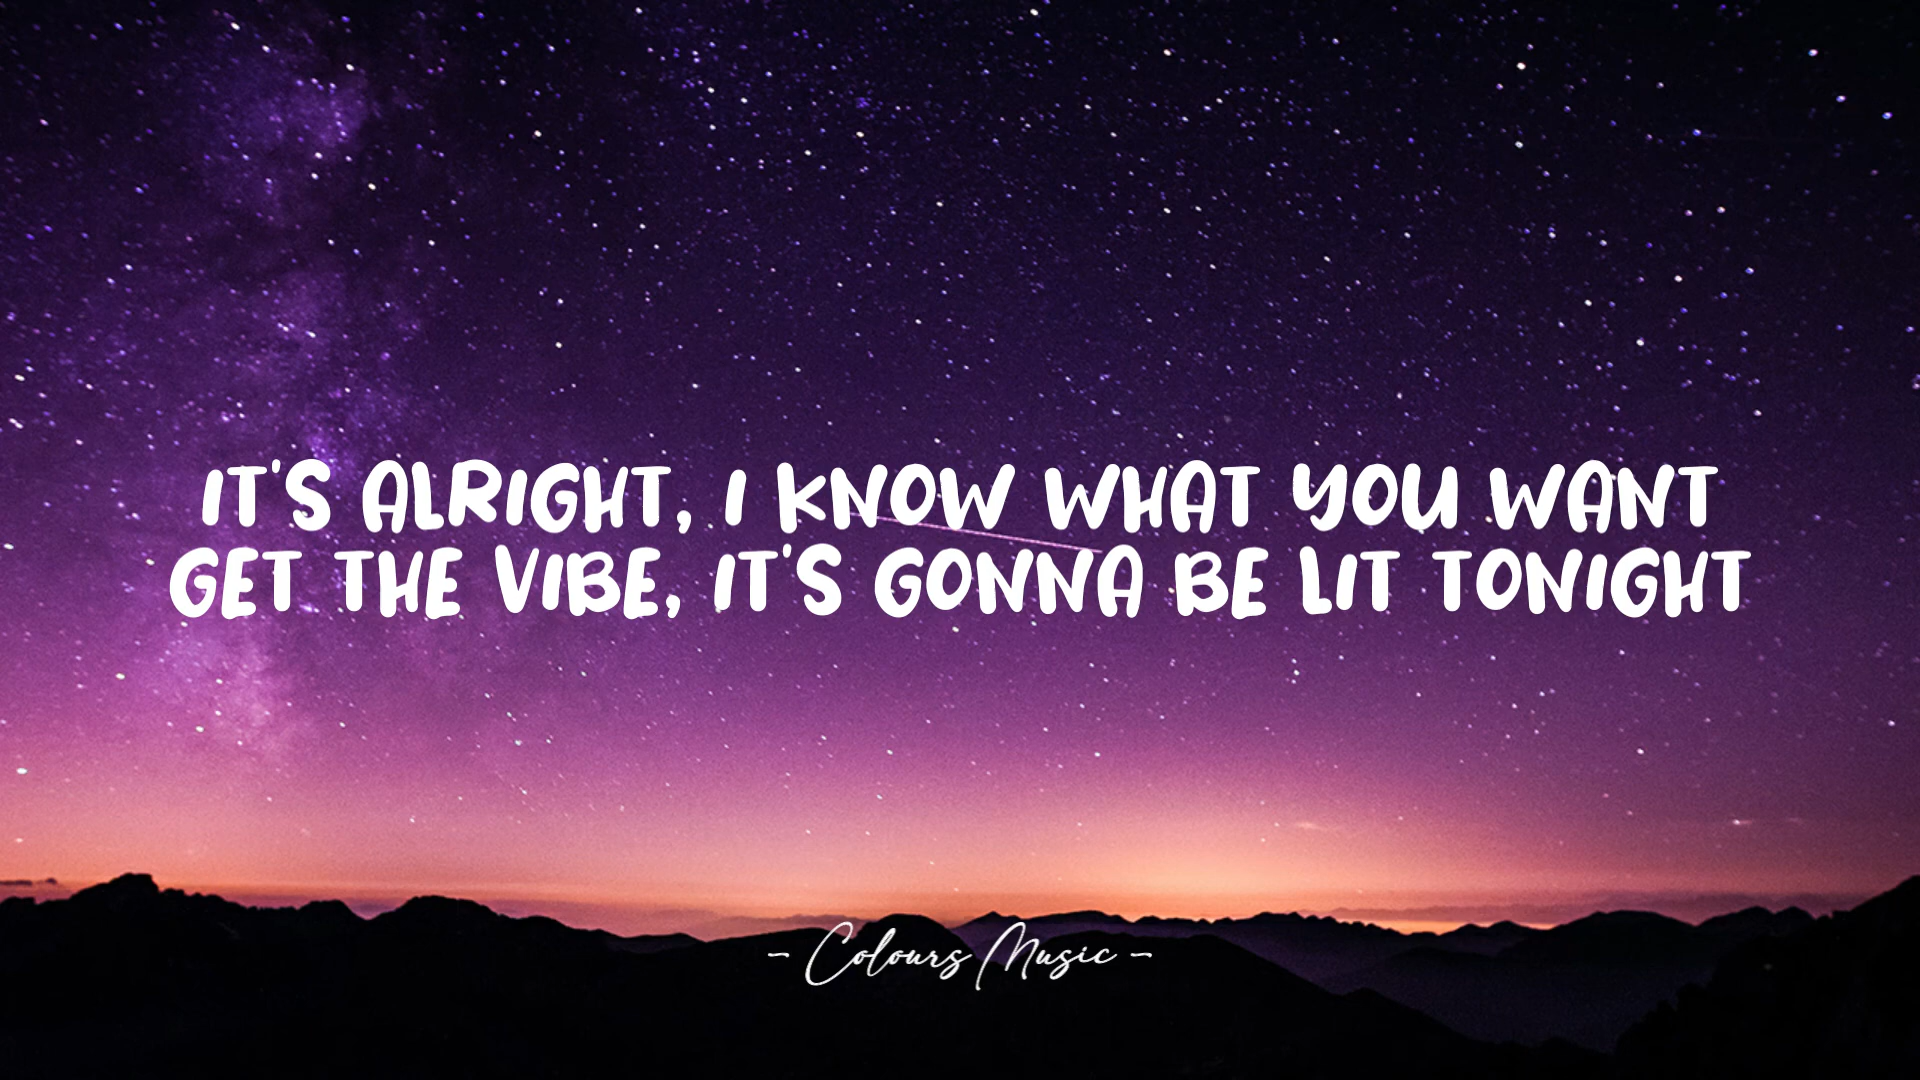 IT'S ALRIGHT, I KNOW WHAT YOU WANT
GET THE VIBE, IT'S GONNA BE LIT TONIGHT
- Colours Music -